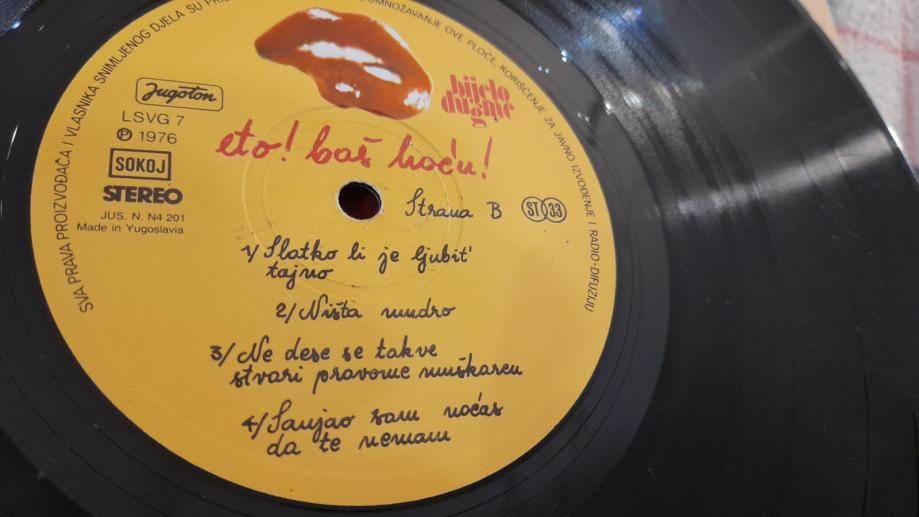 SVA PRAVA PROIZVOĐAČA I VLASNIKA SNIMLJENOG DJELA SU
UMNOŽAVANJE OVE PLOČE, KORIŠĆENJE ZA JAVNO IZVOĐENJE I RADIO-DIFUZIJU
bijelo
dugme
Jugoton
LSVG 7
Ⓟ 1976
SOKOJ
STEREO
JUS. N. N4 201
Made in Yugoslavia
eto! baš hoću!
Strana B
ST 33
1/ Slatko li je ljubit'
tajno
2/ Ništa mudro
3/ Ne dese se takve
stvari pravome muškarcu
4/ Sanjao sam noćas
da te nemam